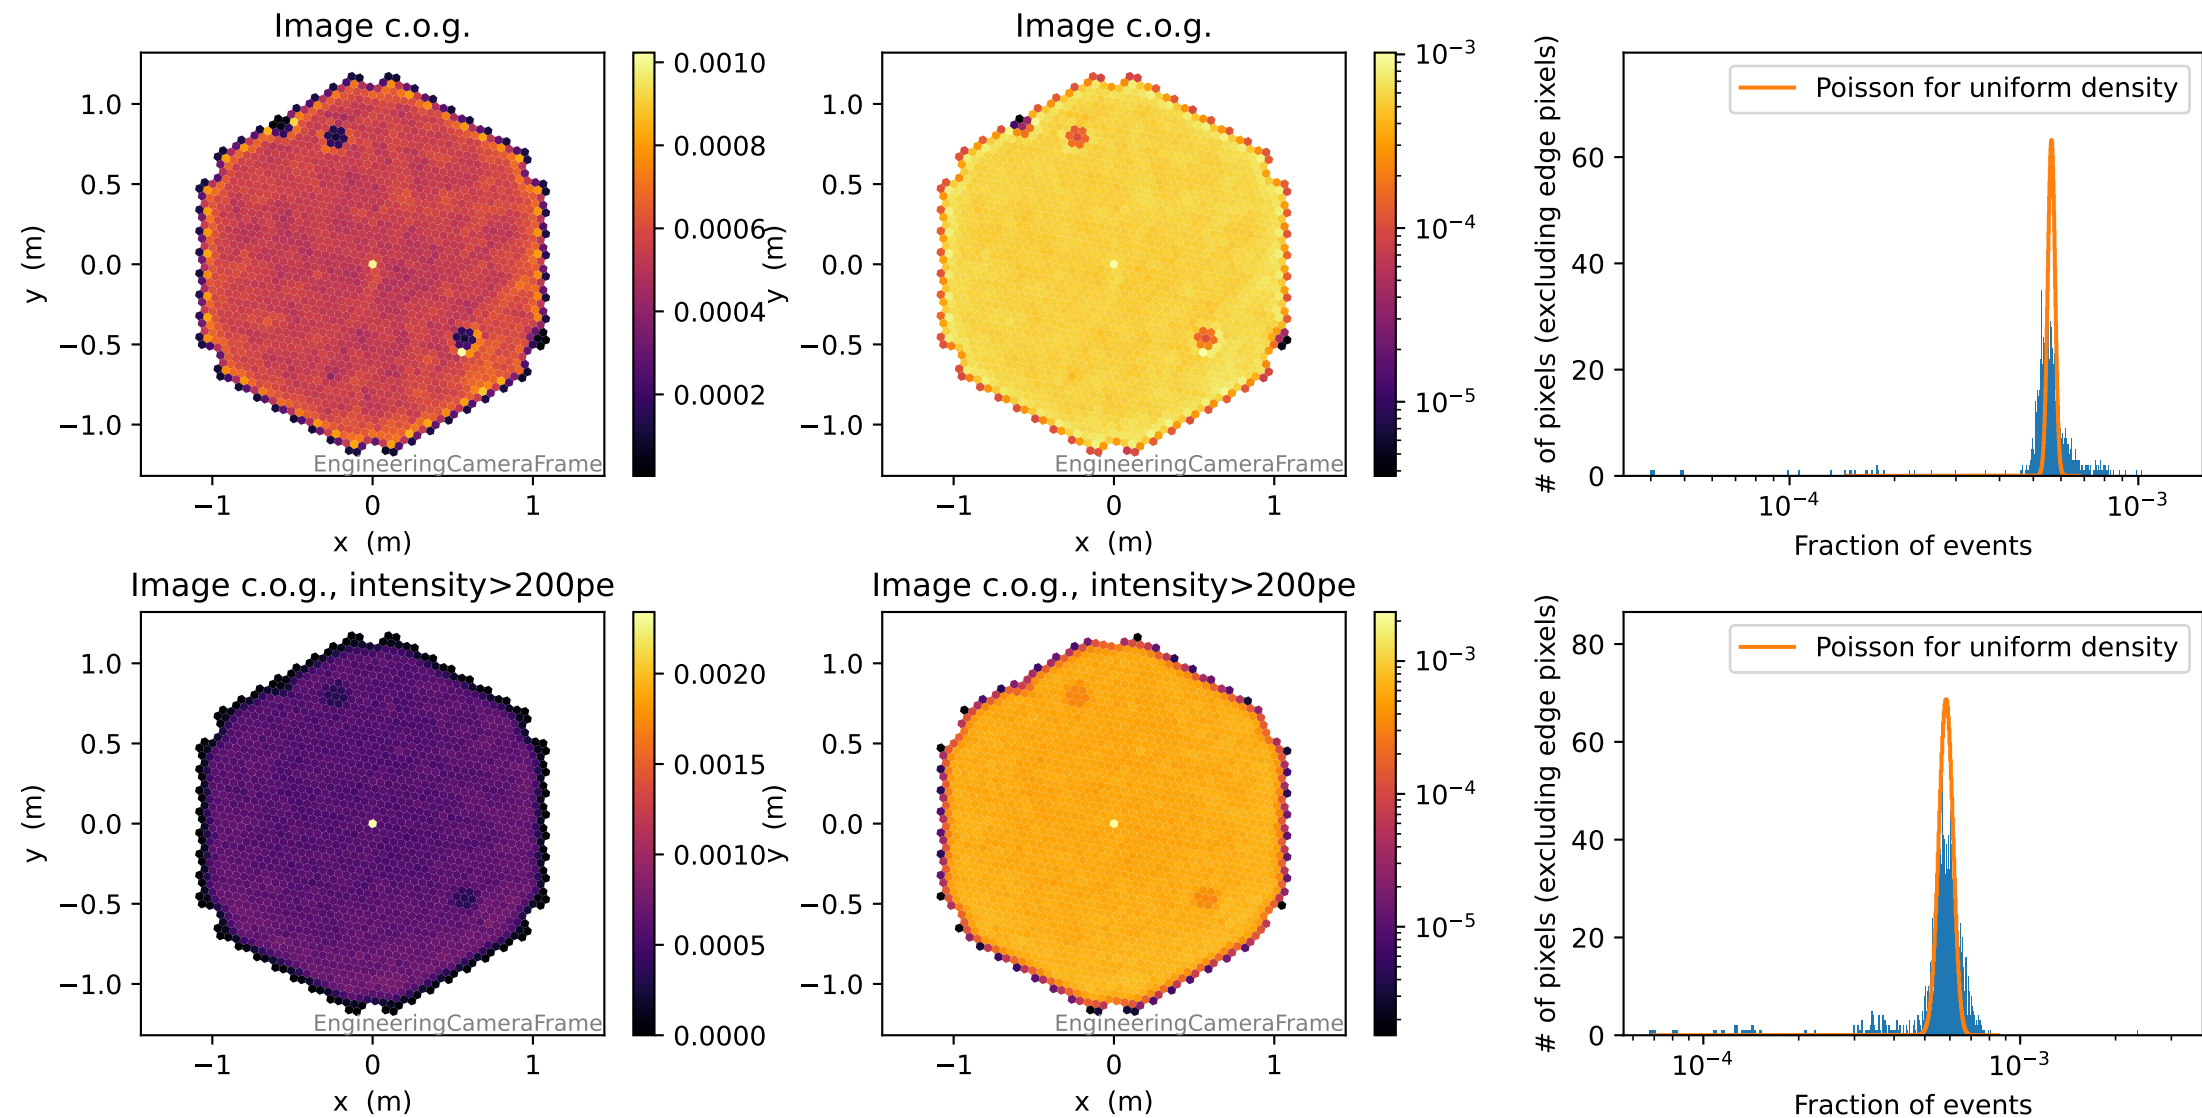 Image c.o.g.
1.0
0.5
0.0
−0.5
−1.0
y (m)
−1
0
1
x (m)
EngineeringCameraFrame
0.0010
0.0008
0.0006
0.0004
0.0002
Image c.o.g.
1.0
0.5
0.0
−0.5
−1.0
y (m)
−1
0
1
x (m)
EngineeringCameraFrame
10⁻³
10⁻⁴
10⁻⁵
Poisson for uniform density
60
40
20
0
# of pixels (excluding edge pixels)
10⁻⁴
10⁻³
Fraction of events
Image c.o.g., intensity>200pe
1.0
0.5
0.0
−0.5
−1.0
y (m)
−1
0
1
x (m)
EngineeringCameraFrame
0.0020
0.0015
0.0010
0.0005
0.0000
Image c.o.g., intensity>200pe
1.0
0.5
0.0
−0.5
−1.0
y (m)
−1
0
1
x (m)
EngineeringCameraFrame
10⁻³
10⁻⁴
10⁻⁵
Poisson for uniform density
80
60
40
20
0
# of pixels (excluding edge pixels)
10⁻⁴
10⁻³
Fraction of events